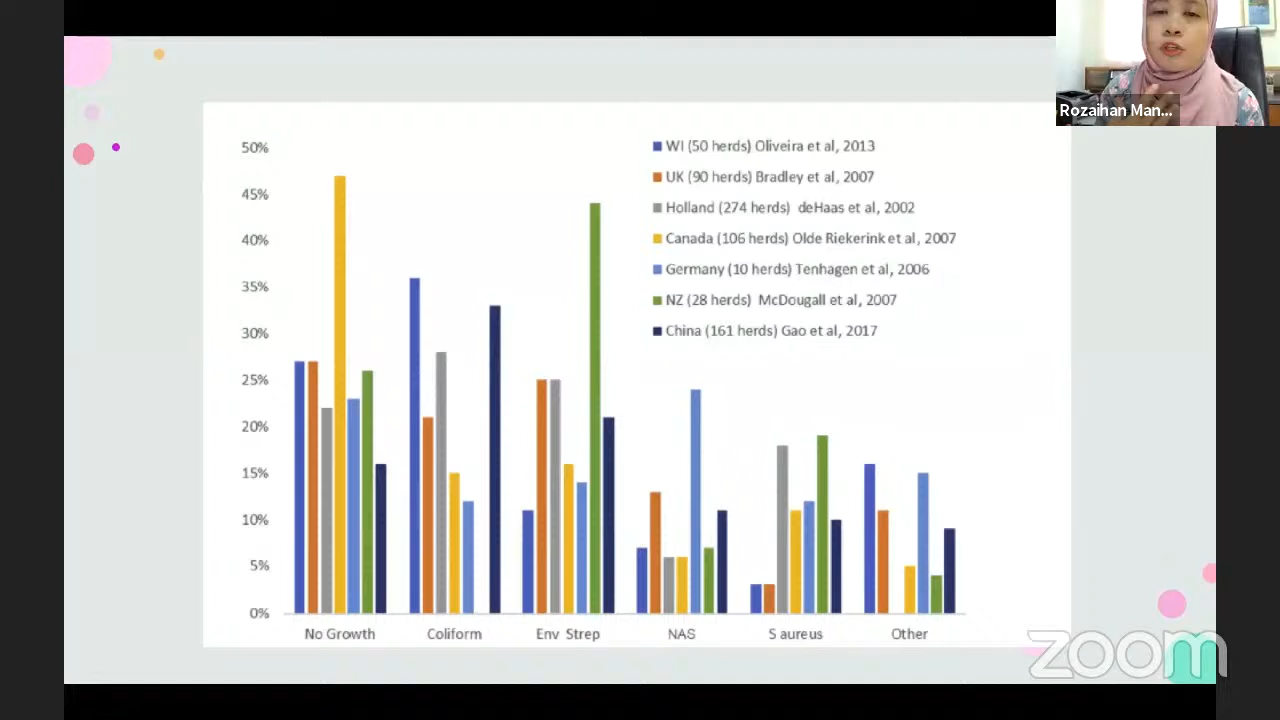 Rozaihan Man...
50%
45%
40%
35%
30%
25%
20%
15%
10%
5%
0%
WI (50 herds) Oliveira et al, 2013
UK (90 herds) Bradley et al, 2007
Holland (274 herds) deHaas et al, 2002
Canada (106 herds) Olde Riekerink et al, 2007
Germany (10 herds) Tenhagen et al, 2006
NZ (28 herds) McDougall et al, 2007
China (161 herds) Gao et al, 2017
No Growth Coliform Env Strep NAS S aureus Other
zoom